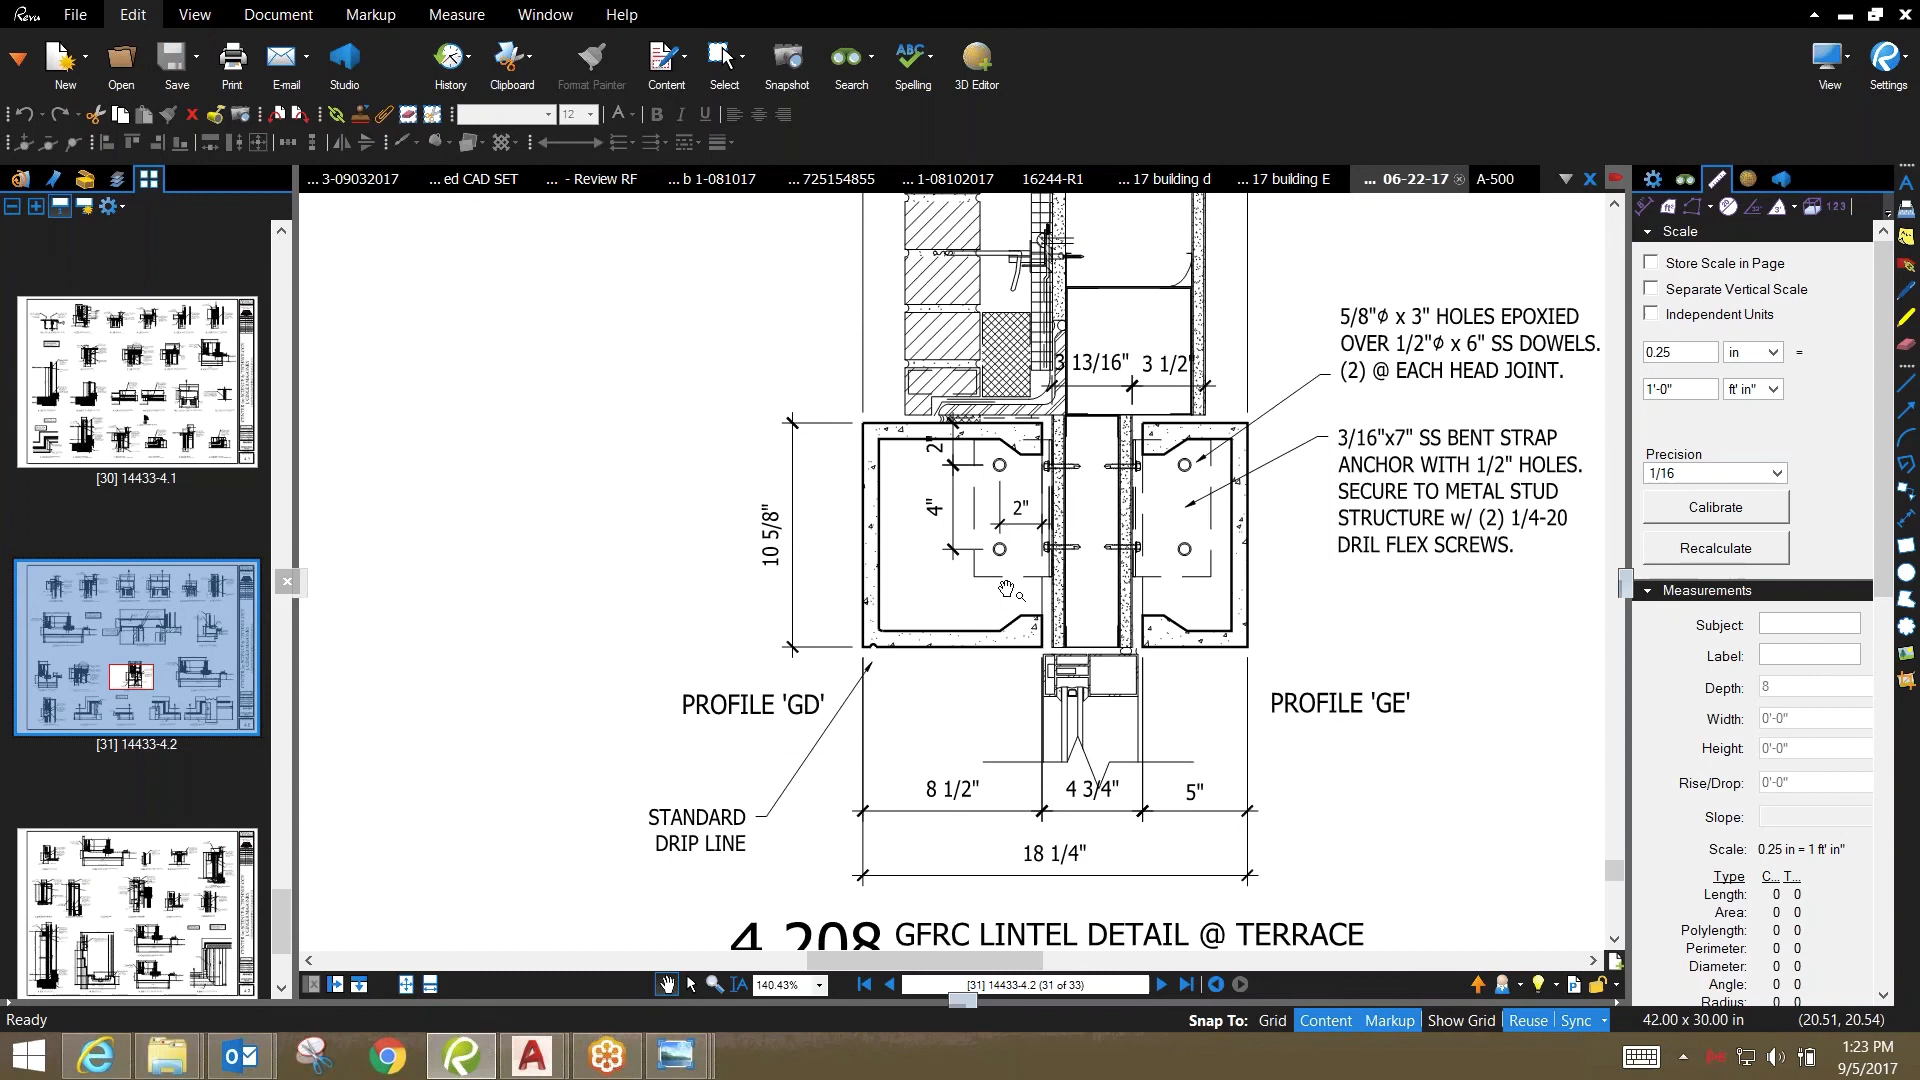 Revu File Edit View Document Markup Measure Window Help
New Open Save Print E-mail Studio History Clipboard Format Painter Content Select Snapshot Search Spelling 3D Editor View Settings
12
... 3-09032017 ... ed CAD SET ... - Review RF ... b 1-081017 ... 725154855 ... 1-08102017 16244-R1 ... 17 building d ... 17 building E ... 06-22-17 A-500
[30] 14433-4.1
[31] 14433-4.2
3 13/16" 3 1/2"
5/8"⌀ x 3" HOLES EPOXIED
OVER 1/2"⌀ x 6" SS DOWELS.
(2) @ EACH HEAD JOINT.
3/16"x7" SS BENT STRAP
ANCHOR WITH 1/2" HOLES.
SECURE TO METAL STUD
STRUCTURE w/ (2) 1/4-20
DRIL FLEX SCREWS.
2"
4"
2"
10 5/8"
PROFILE 'GD'
PROFILE 'GE'
STANDARD
DRIP LINE
8 1/2" 4 3/4" 5"
18 1/4"
4.208 GFRC LINTEL DETAIL @ TERRACE
140.43%
[31] 14433-4.2 (31 of 33)
Scale
Store Scale in Page
Separate Vertical Scale
Independent Units
0.25 in =
1'-0" ft' in"
Precision
1/16
Calibrate
Recalculate
Measurements
Subject:
Label:
Depth: 8
Width: 0'-0"
Height: 0'-0"
Rise/Drop: 0'-0"
Slope:
Scale: 0.25 in = 1 ft' in"
Type C... T...
Length: 0 0
Area: 0 0
Polylength: 0 0
Perimeter: 0 0
Diameter: 0 0
Angle: 0 0
Radius: 0 0
Ready
Snap To: Grid Content Markup Show Grid Reuse Sync 42.00 x 30.00 in (20.51, 20.54)
1:23 PM
9/5/2017